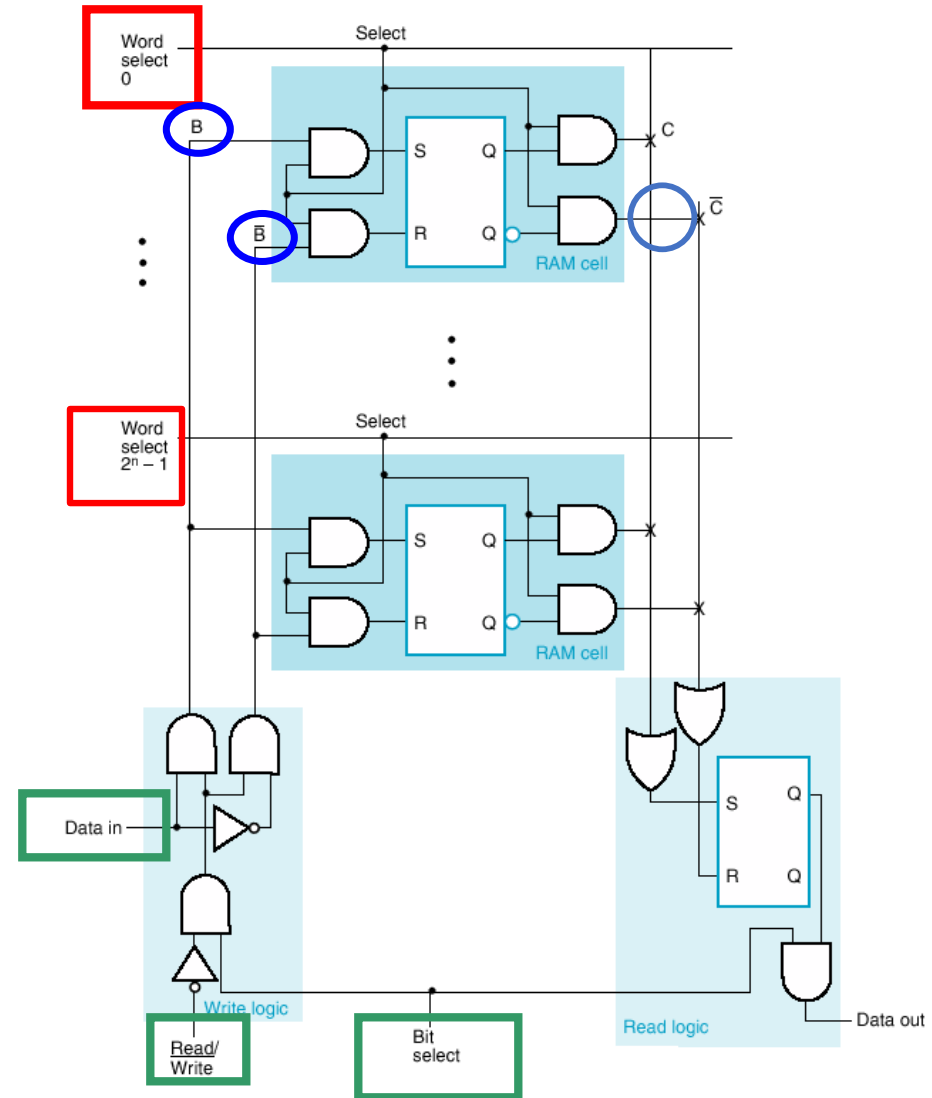 Word
select
0
Select
B
S
Q
C
B̅
R
Q
C̅
RAM cell
Word
select
2ⁿ – 1
Select
S
Q
R
Q
RAM cell
Data in
S
Q
R
Q
Write logic
Read/
Write
Bit
select
Read logic
Data out